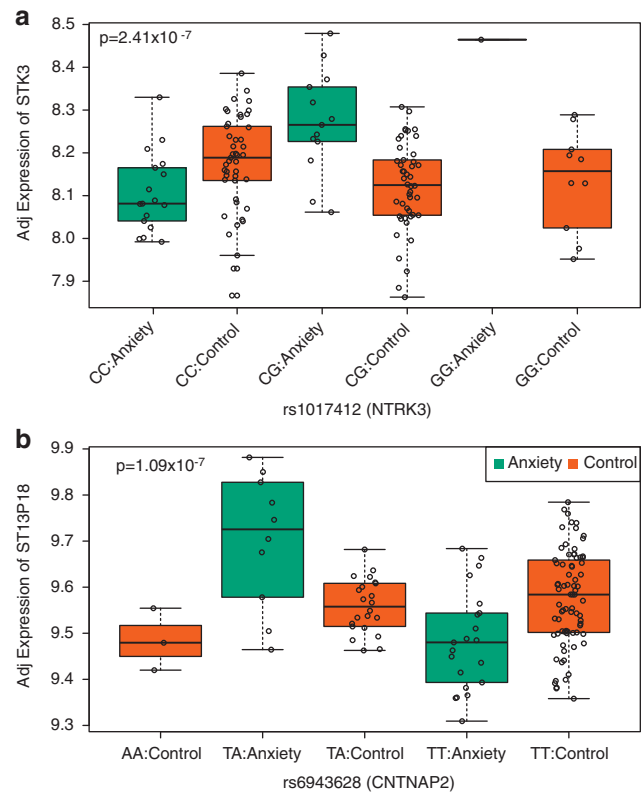 a
p=2.41x10 -7
Adj Expression of STK3
8.5
8.4
8.3
8.2
8.1
8.0
7.9
CC:Anxiety
CC:Control
CG:Anxiety
CG:Control
GG:Anxiety
GG:Control
rs1017412 (NTRK3)
b
p=1.09x10 -7
Anxiety
Control
Adj Expression of ST13P18
9.9
9.8
9.7
9.6
9.5
9.4
9.3
AA:Control
TA:Anxiety
TA:Control
TT:Anxiety
TT:Control
rs6943628 (CNTNAP2)